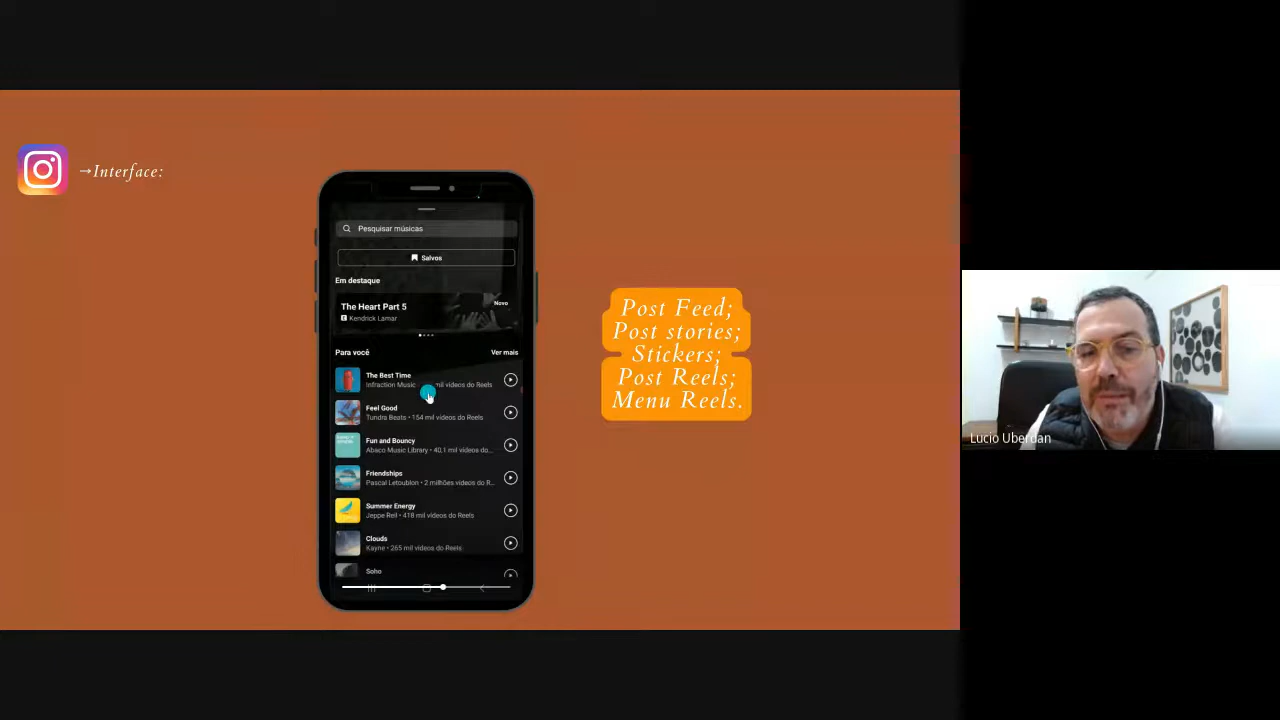 →Interface:
Pesquisar músicas
Salvos
Em destaque
The Heart Part 5
Novo
E Kendrick Lamar
Para você
Ver mais
The Best Time
Infraction Music mil vídeos do Reels
Feel Good
Tundra Beats • 154 mil vídeos do Reels
Fun and Bouncy
Abaco Music Library • 40,1 mil vídeos do...
Friendships
Pascal Letoublon • 2 milhões vídeos do R...
Summer Energy
Jeppe Reil • 418 mil vídeos do Reels
Clouds
Kayne • 265 mil vídeos do Reels
Soho
Post Feed;
Post stories;
Stickers;
Post Reels;
Menu Reels.
Lucio Uberdan